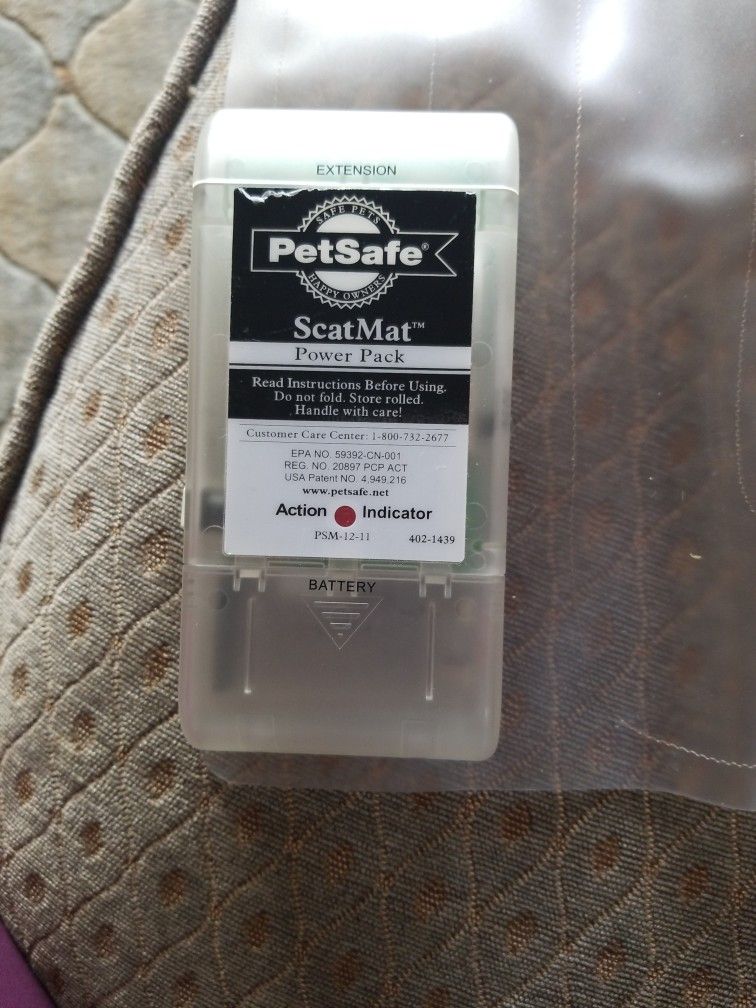 EXTENSION
SAFE PETS
PetSafe®
HAPPY OWNERS
ScatMat™
Power Pack
Read Instructions Before Using.
Do not fold. Store rolled.
Handle with care!
Customer Care Center: 1-800-732-2677
EPA NO. 59392-CN-001
REG. NO. 20897 PCP ACT
USA Patent NO. 4,949,216
www.petsafe.net
Action Indicator
PSM-12-11 402-1439
BATTERY